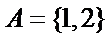 A = {1,2}